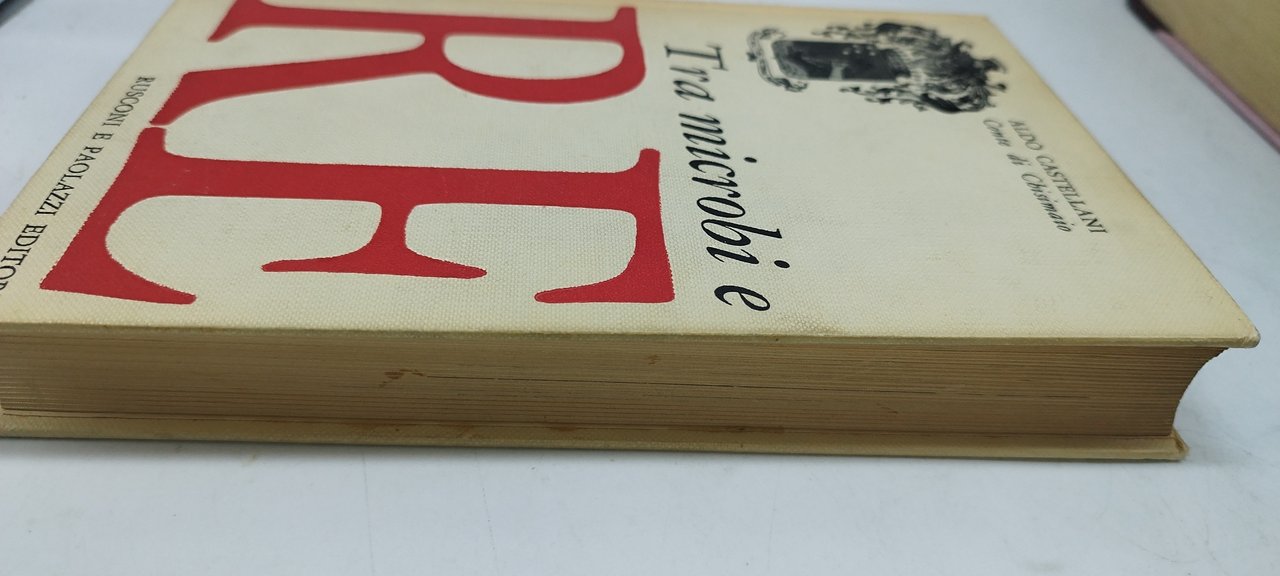 ALDO CASTELLANI
Conte di Chisimaio
Tra microbi e
RE
RUSCONI E PAOLAZZI EDITOR